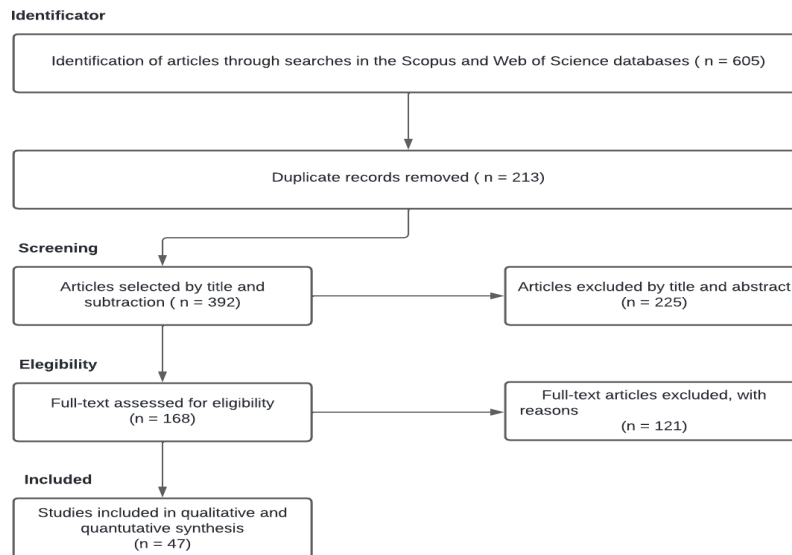 Identificator
Identification of articles through searches in the Scopus and Web of Science databases ( n = 605)
Duplicate records removed ( n = 213)
Screening
Articles selected by title and
subtraction ( n = 392)
Articles excluded by title and abstract
(n = 225)
Elegibility
Full-text assessed for eligibility
(n = 168)
Full-text articles excluded, with
reasons
(n = 121)
Included
Studies included in qualitative and
quantutative synthesis
(n = 47)